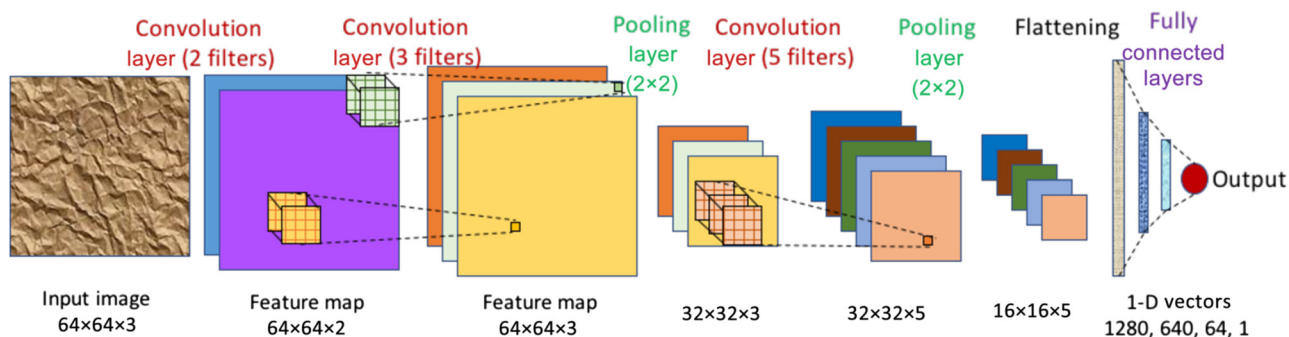 Convolution
layer (2 filters)
Convolution
layer (3 filters)
Pooling
layer
(2×2)
Convolution
layer (5 filters)
Pooling
layer
(2×2)
Flattening
Fully
connected
layers
Output
Input image
64×64×3
Feature map
64×64×2
Feature map
64×64×3
32×32×3
32×32×5
16×16×5
1-D vectors
1280, 640, 64, 1